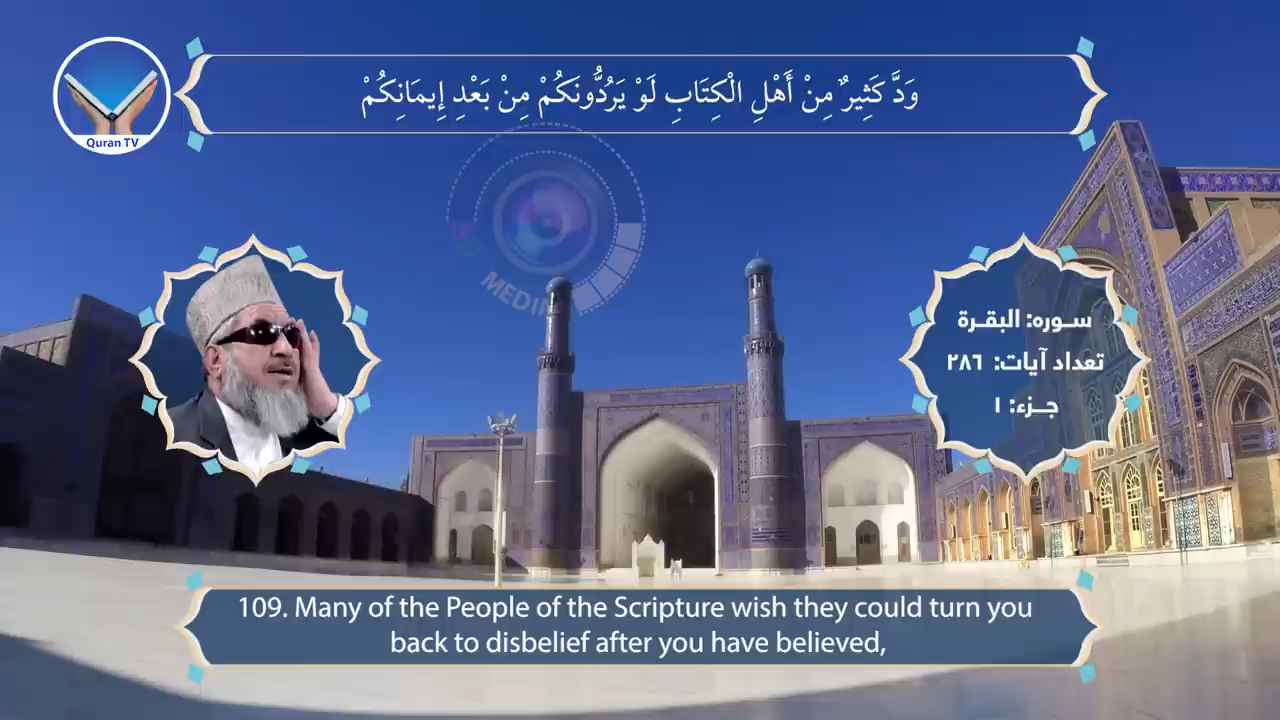 وَدَّ كَثِيرٌ مِنْ أَهْلِ الْكِتَابِ لَوْ يَرُدُّونَكُمْ مِنْ بَعْدِ إِيمَانِكُمْ
Quran TV
سوره: البقرة
تعداد آيات: ٢٨٦
جزء: ١
109. Many of the People of the Scripture wish they could turn you
back to disbelief after you have believed,